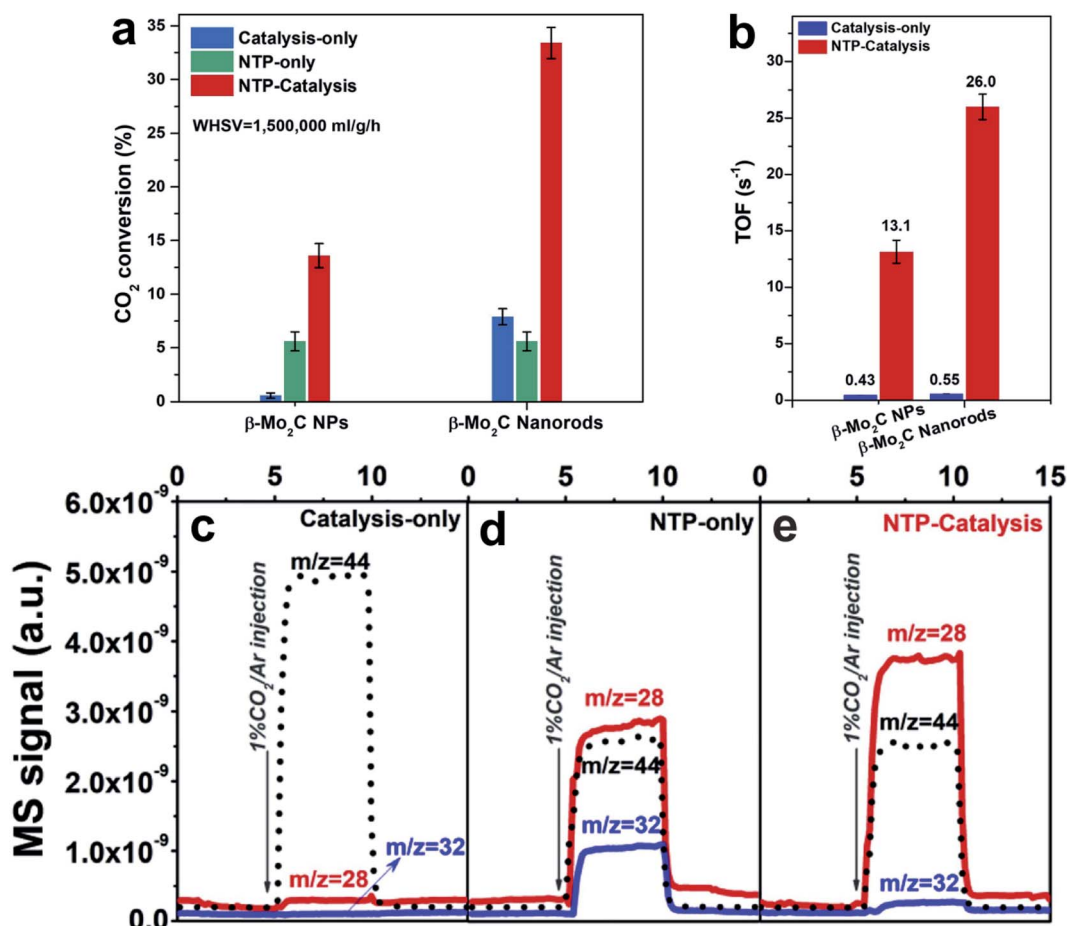 a
Catalysis-only
NTP-only
NTP-Catalysis
WHSV=1,500,000 ml/g/h
CO₂ conversion (%)
35
30
25
20
15
10
5
0
β-Mo₂C NPs
β-Mo₂C Nanorods
b
Catalysis-only
NTP-Catalysis
TOF (s⁻¹)
30
25
20
15
10
5
0
0.43
13.1
0.55
26.0
β-Mo₂C NPs
β-Mo₂C Nanorods
0 5 10 0 5 10 0 5 10 15
MS signal (a.u.)
6.0x10⁻⁹
5.0x10⁻⁹
4.0x10⁻⁹
3.0x10⁻⁹
2.0x10⁻⁹
1.0x10⁻⁹
0.0
c
Catalysis-only
m/z=44
1%CO₂/Ar injection
m/z=28
m/z=32
d
NTP-only
1%CO₂/Ar injection
m/z=28
m/z=44
m/z=32
e
NTP-Catalysis
1%CO₂/Ar injection
m/z=28
m/z=44
m/z=32